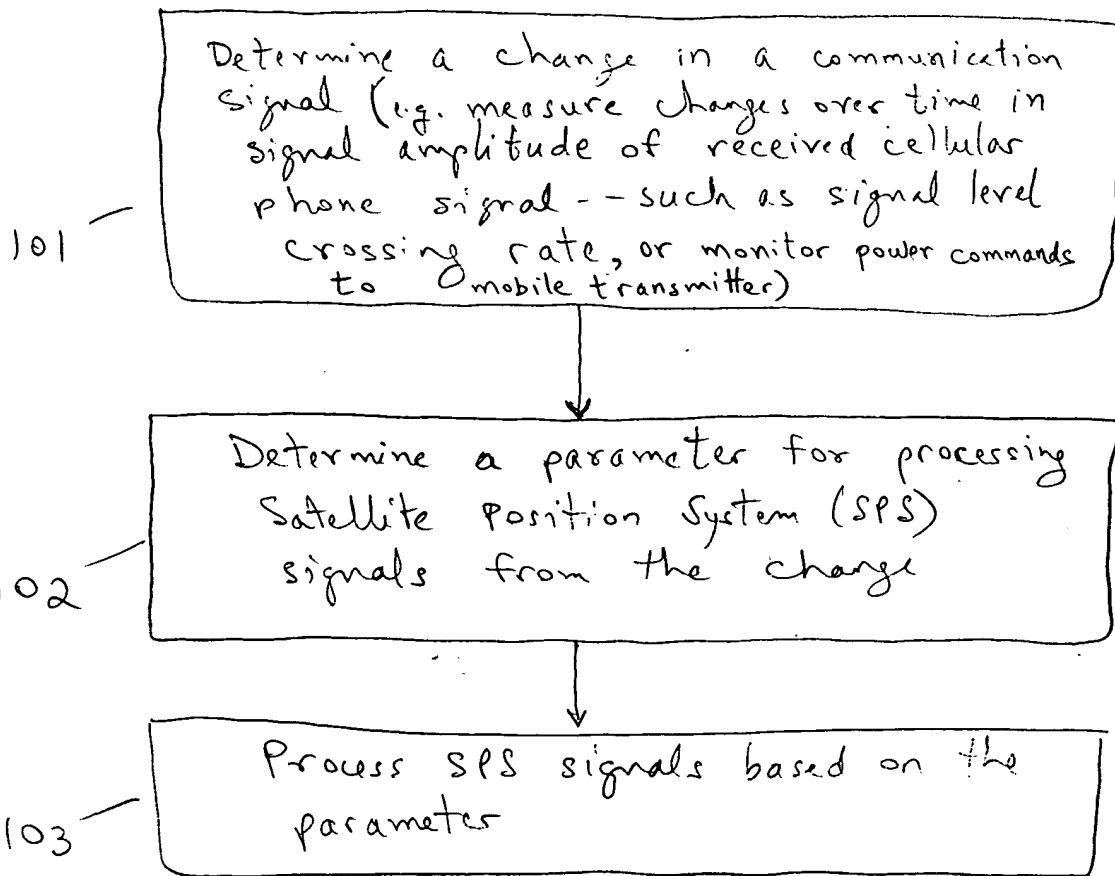 Determine a change in a communication
signal (e.g. measure changes over time in
signal amplitude of received cellular
phone signal -- such as signal level
crossing rate, or monitor power commands
to mobile transmitter)
101
Determine a parameter for processing
Satellite Position System (SPS)
signals from the change
102
Process SPS signals based on the
parameter
103